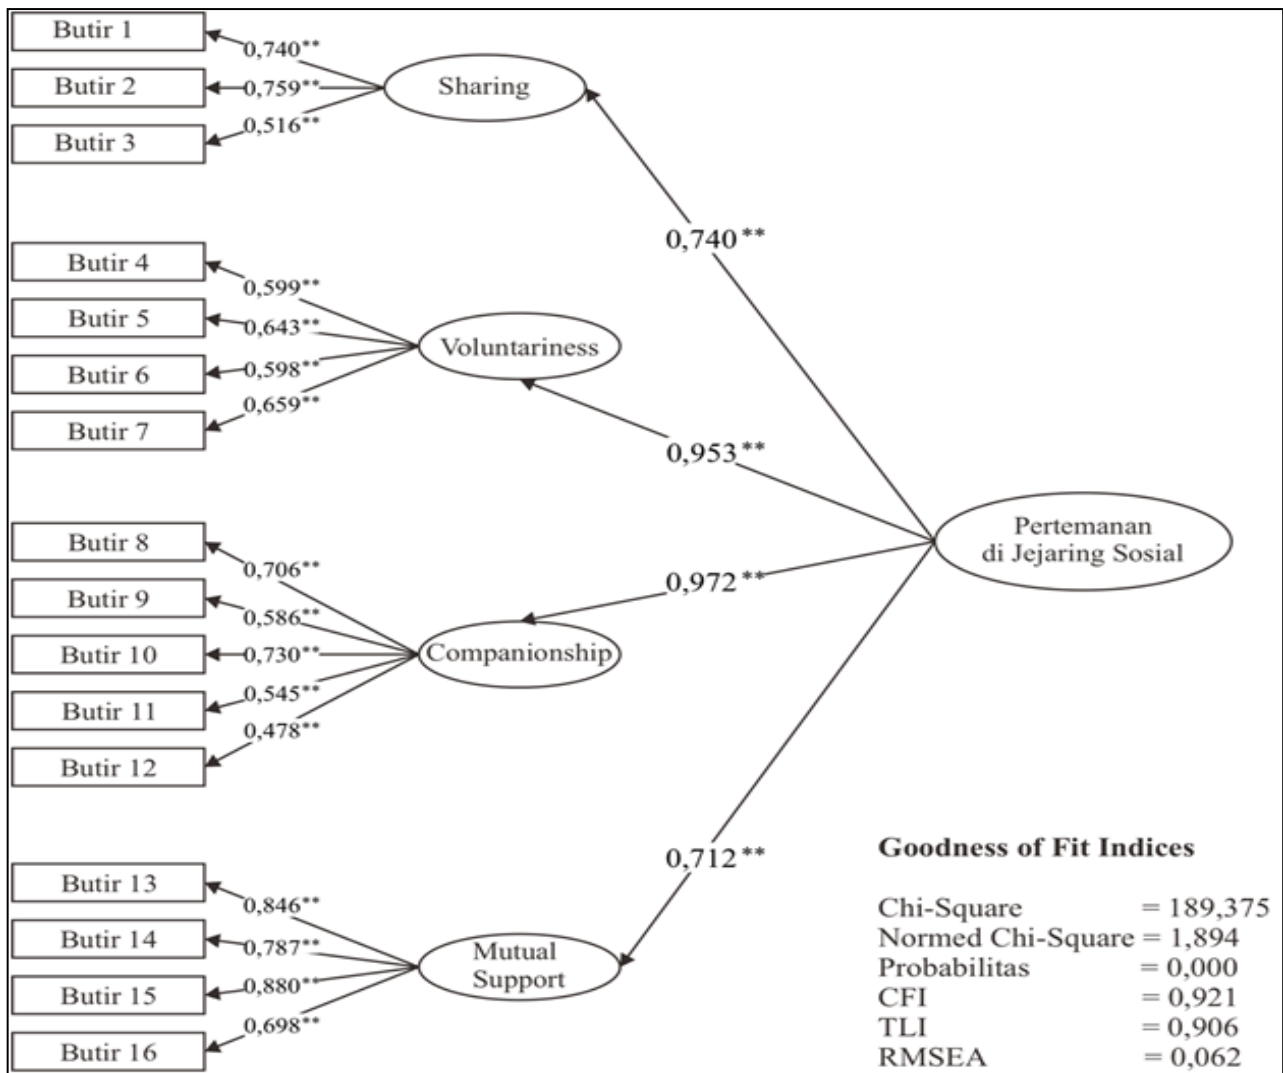 Butir 1
0,740**
Butir 2
0,759**
Sharing
Butir 3
0,516**
0,740**
Butir 4
0,599**
Butir 5
0,643**
Voluntariness
Butir 6
0,598**
Butir 7
0,659**
0,953**
Pertemanan
di Jejaring Sosial
Butir 8
0,706**
0,972**
Butir 9
0,586**
Butir 10
0,730**
Companionship
Butir 11
0,545**
Butir 12
0,478**
0,712**
Butir 13
0,846**
Butir 14
0,787**
Mutual
Support
Butir 15
0,880**
Butir 16
0,698**
Goodness of Fit Indices
Chi-Square = 189,375
Normed Chi-Square = 1,894
Probabilitas = 0,000
CFI = 0,921
TLI = 0,906
RMSEA = 0,062